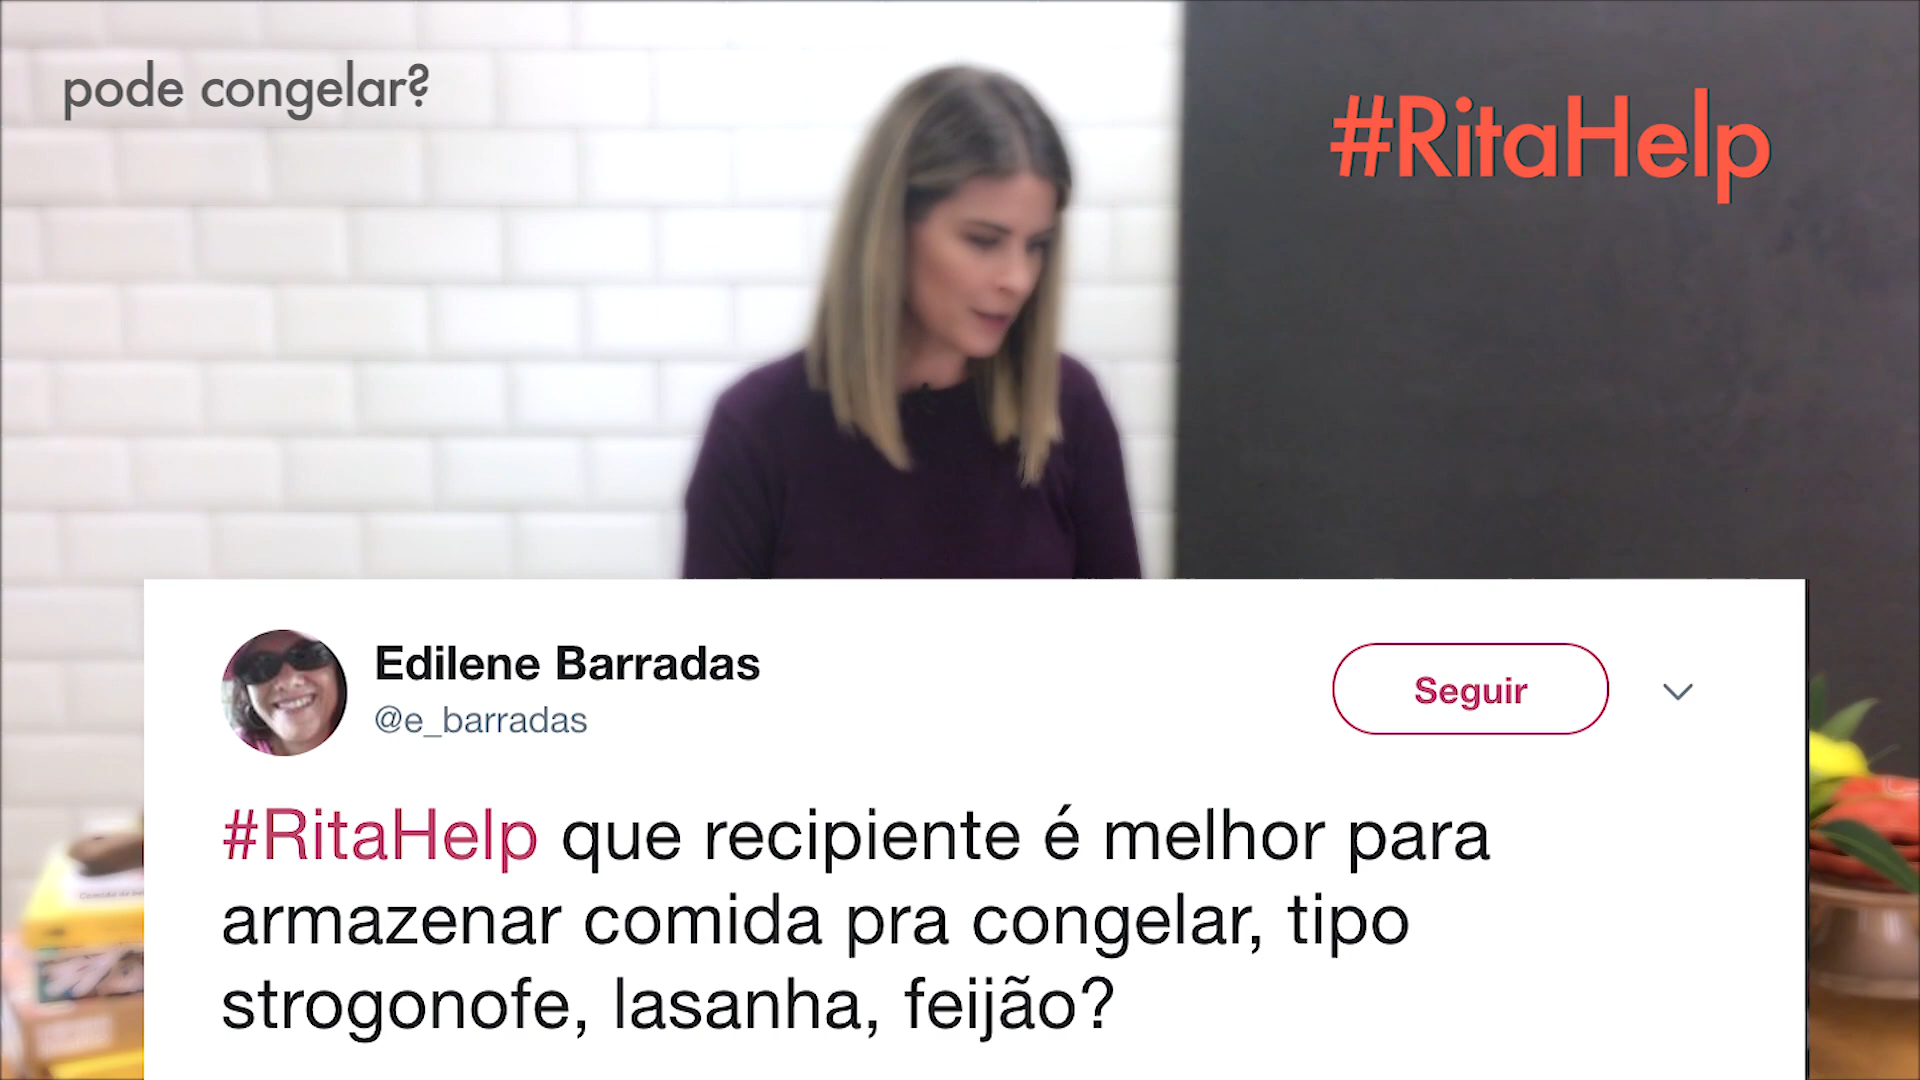 pode congelar?
#RitaHelp
Edilene Barradas
@e_barradas
Seguir
#RitaHelp que recipiente é melhor para
armazenar comida pra congelar, tipo
strogonofe, lasanha, feijão?